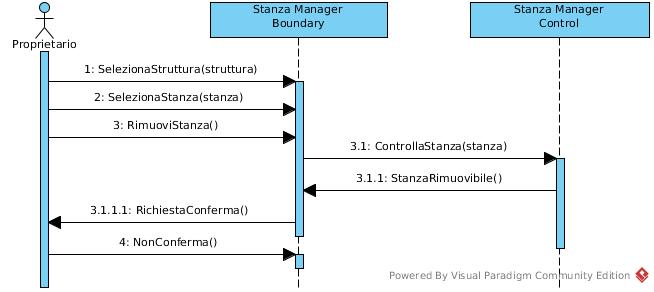 Stanza Manager
Boundary
Stanza Manager
Control
Proprietario
1: SelezionaStruttura(struttura)
2: SelezionaStanza(stanza)
3: RimuoviStanza()
3.1: ControllaStanza(stanza)
3.1.1: StanzaRimuovibile()
3.1.1.1: RichiestaConferma()
4: NonConferma()
Powered By Visual Paradigm Community Edition